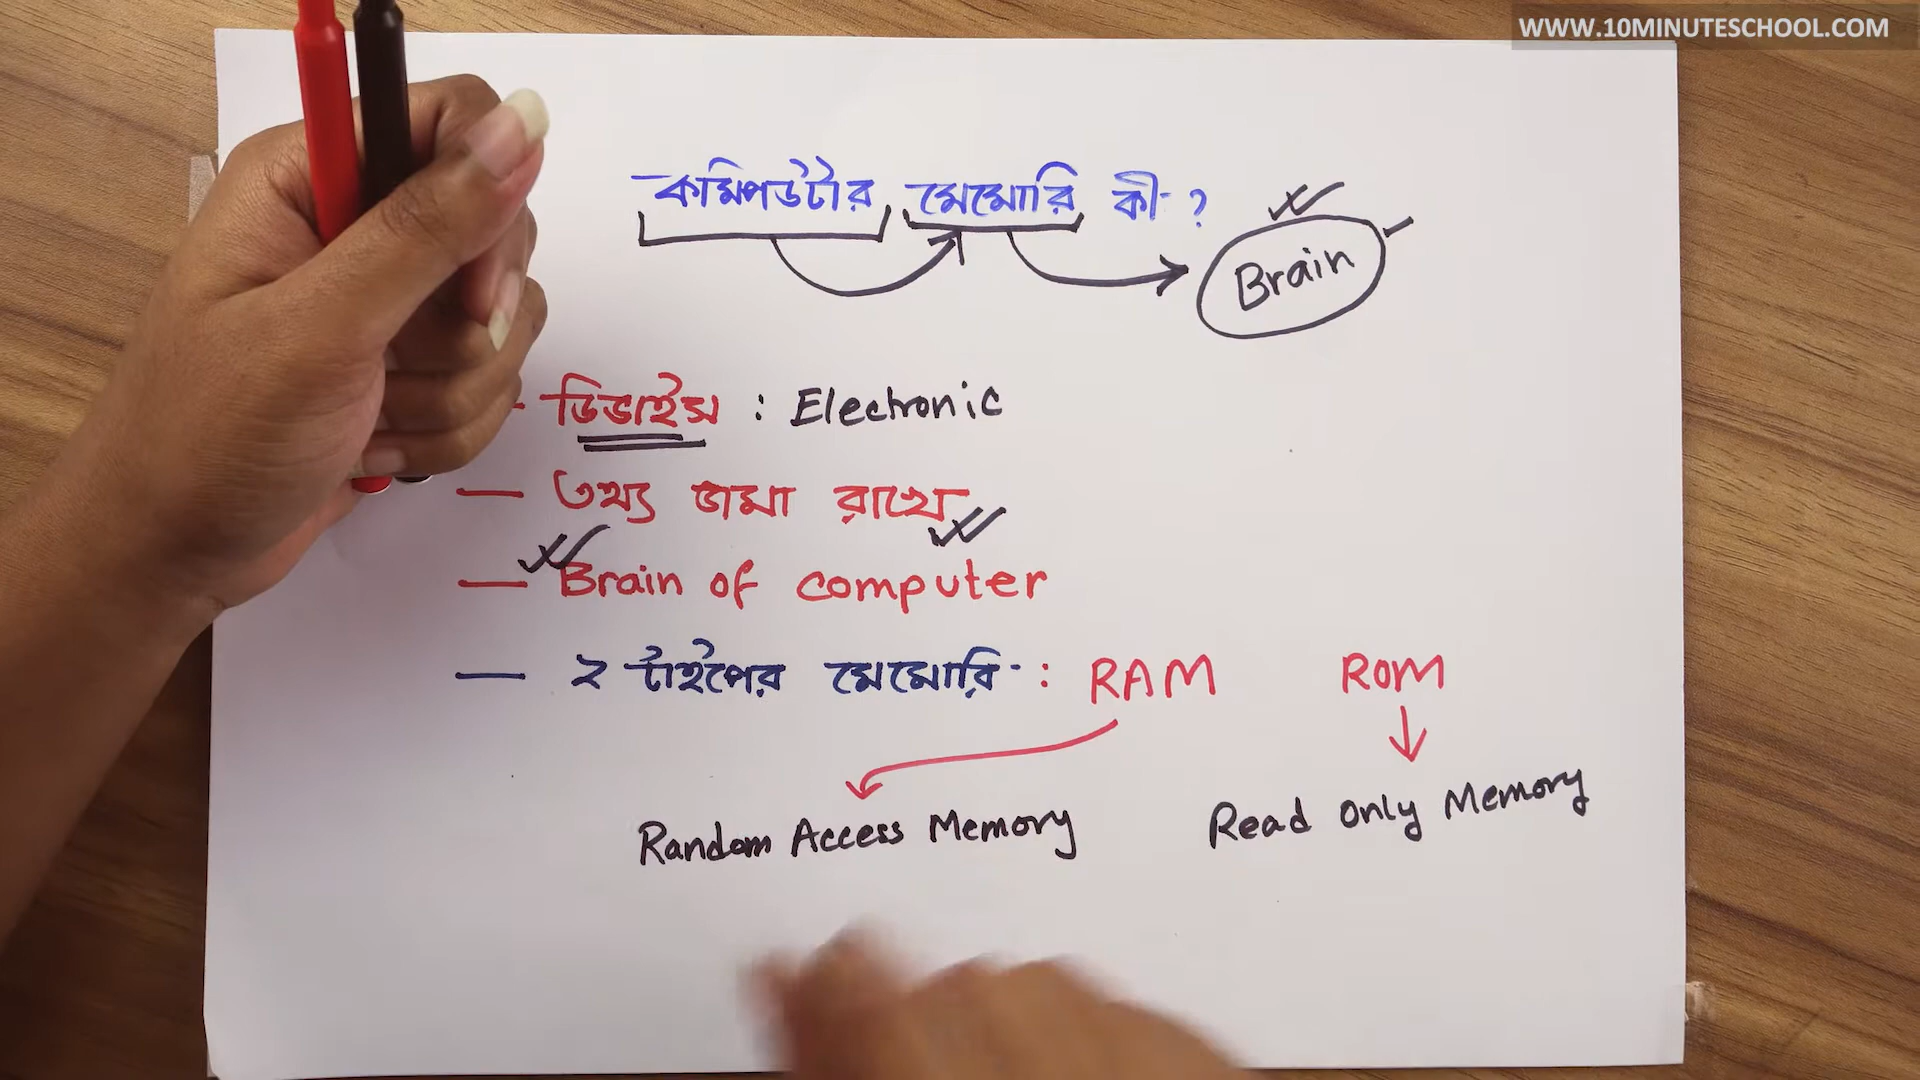 WWW.10MINUTESCHOOL.COM
কম্পিউটার মেমোরি কী ?
Brain
- ডিভাইস : Electronic
— তথ্য জমা রাখে
— Brain of computer
— ২ টাইপের মেমোরি : RAM ROM
Random Access Memory Read Only Memory